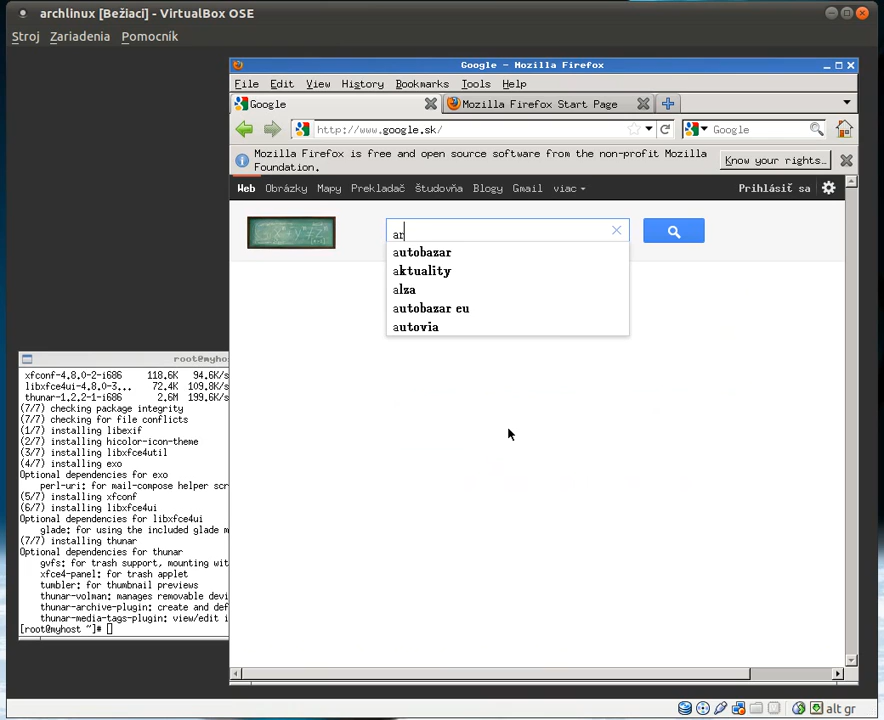 archlinux [Bežiaci] - VirtualBox OSE
Stroj Zariadenia Pomocník
Google - Mozilla Firefox
File Edit View History Bookmarks Tools Help
Google Mozilla Firefox Start Page
http://www.google.sk/ Google
Mozilla Firefox is free and open source software from the non-profit Mozilla
Foundation.
Know your rights…
Web Obrázky Mapy Prekladač Študovňa Blogy Gmail viac Prihlásiť sa
ar
autobazar
aktuality
alza
autobazar eu
autovia
root@myhos
xfconf-4.8.0-2-i686 118.6K 94.6K/s
libxfce4ui-4.8.0-3... 72.4K 109.8K/s
thunar-1.2.2-1-i686 2.6M 199.6K/s
(7/7) checking package integrity
(7/7) checking for file conflicts
(1/7) installing libexif
(2/7) installing hicolor-icon-theme
(3/7) installing libxfce4util
(4/7) installing exo
Optional dependencies for exo
perl-uri: for mail-compose helper scr
(5/7) installing xfconf
(6/7) installing libxfce4ui
Optional dependencies for libxfce4ui
glade: for using the included glade m
(7/7) installing thunar
Optional dependencies for thunar
gvfs: for trash support, mounting wit
xfce4-panel: for trash applet
tumbler: for thumbnail previews
thunar-volman: manages removable devi
thunar-archive-plugin: create and def
thunar-media-tags-plugin: view/edit i
[root@myhost ~]#
alt gr